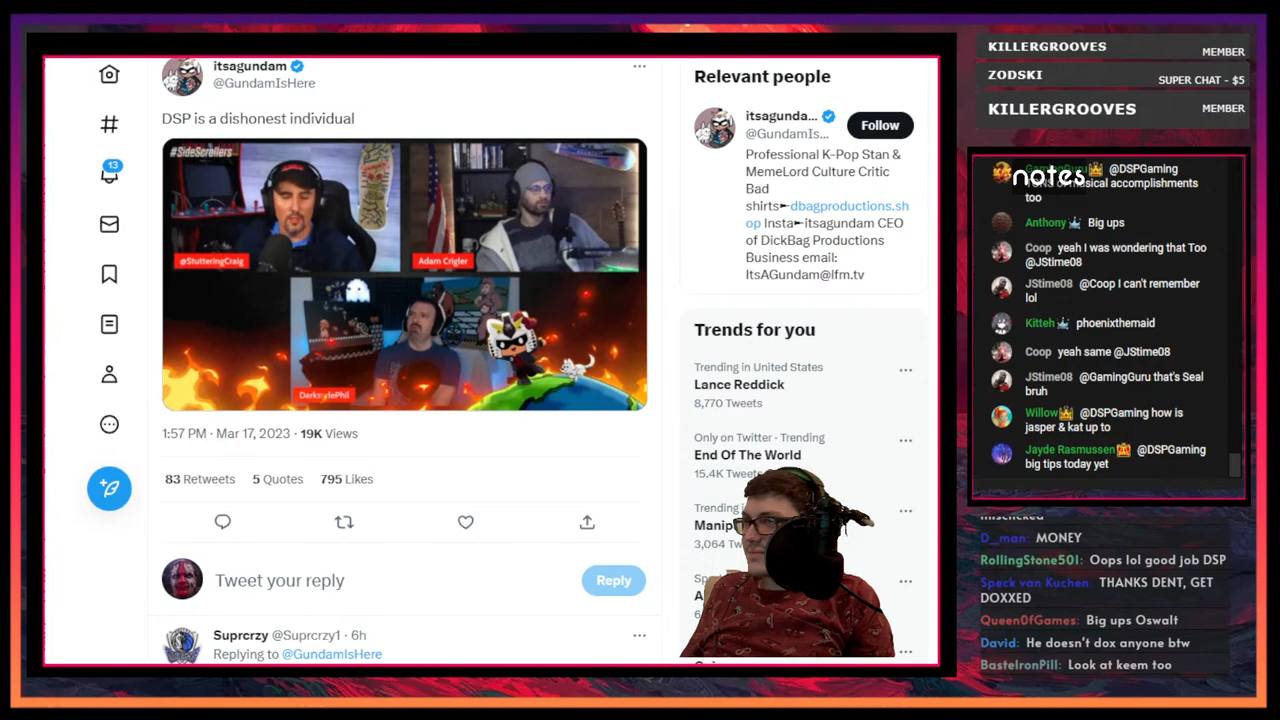 itsagundam
@GundamIsHere
DSP is a dishonest individual
#SideScrollers
@StutteringCraig
Adam Crigler
1:57 PM · Mar 17, 2023 · 19K Views
83 Retweets 5 Quotes 795 Likes
Tweet your reply
Reply
Suprcrzy @Suprcrzy1 · 6h
Replying to @GundamIsHere
13
Relevant people
itsagunda...
@GundamIs...
Follow
Professional K-Pop Stan &
MemeLord Culture Critic
Bad
shirts➛dbagproductions.sh
op Insta➛itsagundam CEO
of DickBag Productions
Business email:
ItsAGundam@lfm.tv
Trends for you
Trending in United States
Lance Reddick
8,770 Tweets
Only on Twitter · Trending
End Of The World
15.4K Tweets
Trending
3,064
KILLERGROOVES MEMBER
ZODSKI SUPER CHAT - $5
KILLERGROOVES MEMBER
notes
@DSPGaming
musical accomplishments
too
Anthony Big ups
Coop yeah I was wondering that Too
@JStime08
JStime08 @Coop I can't remember
lol
Kitteh phoenixthemaid
Coop yeah same @JStime08
JStime08 @GamingGuru that's Seal
bruh
Willow @DSPGaming how is
jasper & kat up to
Jayde Rasmussen @DSPGaming
big tips today yet
D_man: MONEY
RollingStone501: Oops lol good job DSP
Speck van Kuchen: THANKS DENT, GET
DOXXED
QueenOfGames: Big ups Oswalt
David: He doesn't dox anyone btw
BasteIronPill: Look at keem too